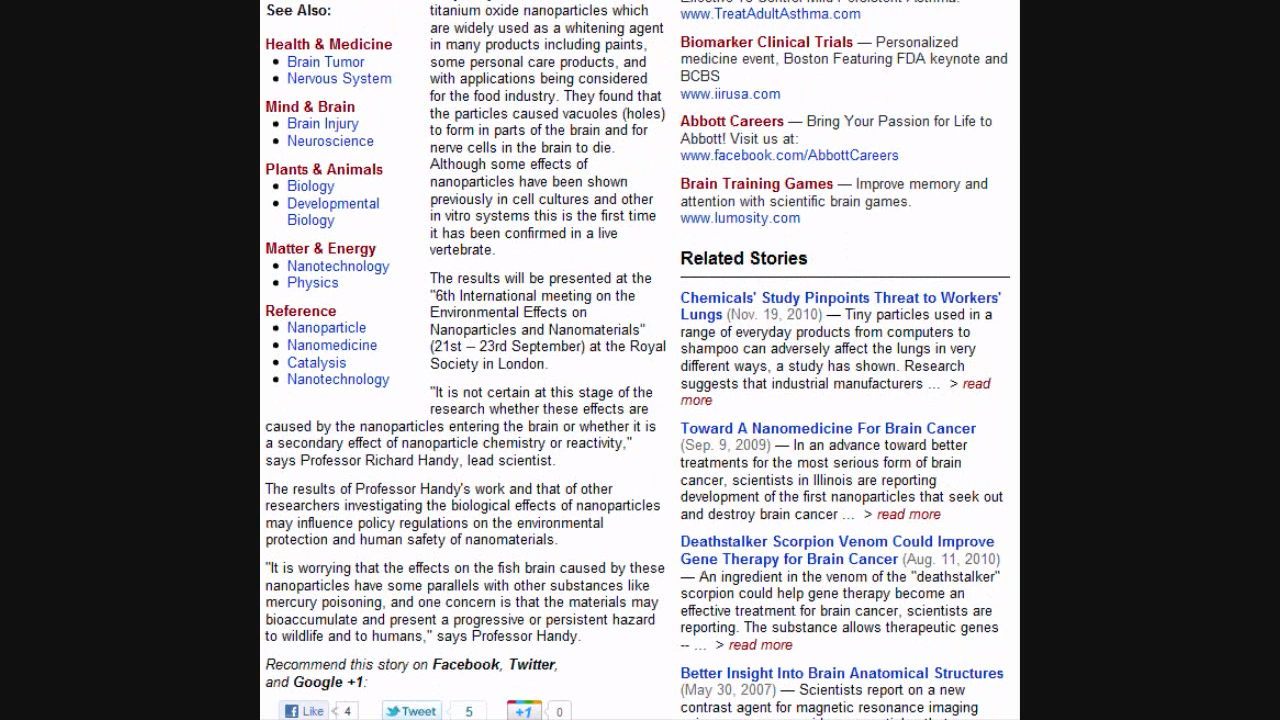 See Also:
Health & Medicine
Brain Tumor
Nervous System
Mind & Brain
Brain Injury
Neuroscience
Plants & Animals
Biology
Developmental
Biology
Matter & Energy
Nanotechnology
Physics
Reference
Nanoparticle
Nanomedicine
Catalysis
Nanotechnology
titanium oxide nanoparticles which
are widely used as a whitening agent
in many products including paints,
some personal care products, and
with applications being considered
for the food industry. They found that
the particles caused vacuoles (holes)
to form in parts of the brain and for
nerve cells in the brain to die.
Although some effects of
nanoparticles have been shown
previously in cell cultures and other
in vitro systems this is the first time
it has been confirmed in a live
vertebrate.
The results will be presented at the
"6th International meeting on the
Environmental Effects on
Nanoparticles and Nanomaterials"
(21st – 23rd September) at the Royal
Society in London.
"It is not certain at this stage of the
research whether these effects are
caused by the nanoparticles entering the brain or whether it is
a secondary effect of nanoparticle chemistry or reactivity,"
says Professor Richard Handy, lead scientist.
The results of Professor Handy's work and that of other
researchers investigating the biological effects of nanoparticles
may influence policy regulations on the environmental
protection and human safety of nanomaterials.
"It is worrying that the effects on the fish brain caused by these
nanoparticles have some parallels with other substances like
mercury poisoning, and one concern is that the materials may
bioaccumulate and present a progressive or persistent hazard
to wildlife and to humans," says Professor Handy.
Recommend this story on Facebook, Twitter,
and Google +1:
Like 4 Tweet 5 +1 0
www.TreatAdultAsthma.com
Biomarker Clinical Trials — Personalized
medicine event, Boston Featuring FDA keynote and
BCBS
www.iirusa.com
Abbott Careers — Bring Your Passion for Life to
Abbott! Visit us at:
www.facebook.com/AbbottCareers
Brain Training Games — Improve memory and
attention with scientific brain games.
www.lumosity.com
Related Stories
Chemicals' Study Pinpoints Threat to Workers'
Lungs (Nov. 19, 2010) — Tiny particles used in a
range of everyday products from computers to
shampoo can adversely affect the lungs in very
different ways, a study has shown. Research
suggests that industrial manufacturers ... > read
more
Toward A Nanomedicine For Brain Cancer
(Sep. 9, 2009) — In an advance toward better
treatments for the most serious form of brain
cancer, scientists in Illinois are reporting
development of the first nanoparticles that seek out
and destroy brain cancer ... > read more
Deathstalker Scorpion Venom Could Improve
Gene Therapy for Brain Cancer (Aug. 11, 2010)
— An ingredient in the venom of the "deathstalker"
scorpion could help gene therapy become an
effective treatment for brain cancer, scientists are
reporting. The substance allows therapeutic genes
-- ... > read more
Better Insight Into Brain Anatomical Structures
(May 30, 2007) — Scientists report on a new
contrast agent for magnetic resonance imaging